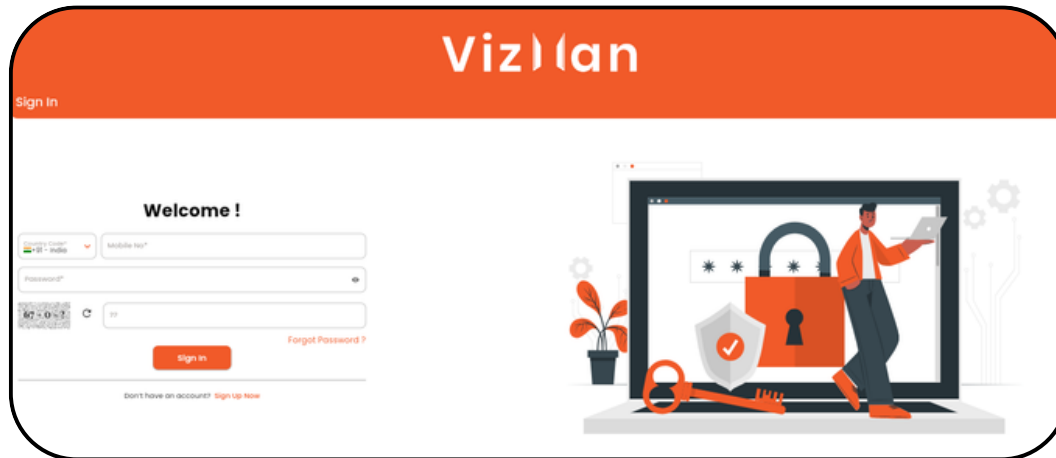 VizMan
Sign In
Welcome !
Country Code*
+91 - India
Mobile No*
Password*
??
Forgot Password ?
Sign In
Don't have an account? Sign Up Now